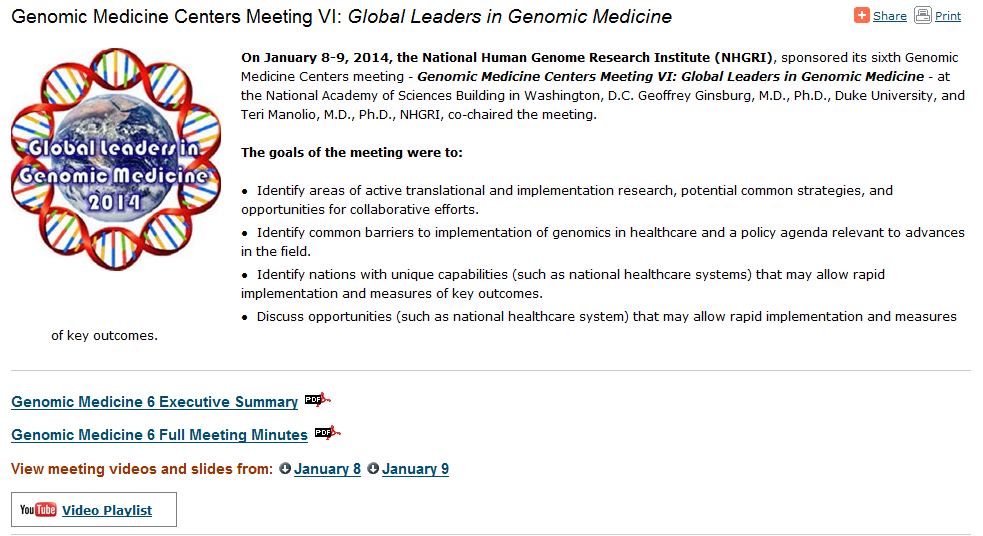 Genomic Medicine Centers Meeting VI: Global Leaders in Genomic Medicine
Share Print
Global Leaders in
Genomic Medicine
2014
On January 8-9, 2014, the National Human Genome Research Institute (NHGRI), sponsored its sixth Genomic
Medicine Centers meeting - Genomic Medicine Centers Meeting VI: Global Leaders in Genomic Medicine - at
the National Academy of Sciences Building in Washington, D.C. Geoffrey Ginsburg, M.D., Ph.D., Duke University, and
Teri Manolio, M.D., Ph.D., NHGRI, co-chaired the meeting.
The goals of the meeting were to:
● Identify areas of active translational and implementation research, potential common strategies, and
opportunities for collaborative efforts.
● Identify common barriers to implementation of genomics in healthcare and a policy agenda relevant to advances
in the field.
● Identify nations with unique capabilities (such as national healthcare systems) that may allow rapid
implementation and measures of key outcomes.
● Discuss opportunities (such as national healthcare system) that may allow rapid implementation and measures
of key outcomes.
Genomic Medicine 6 Executive Summary PDF
Genomic Medicine 6 Full Meeting Minutes PDF
View meeting videos and slides from: January 8 January 9
YouTube Video Playlist